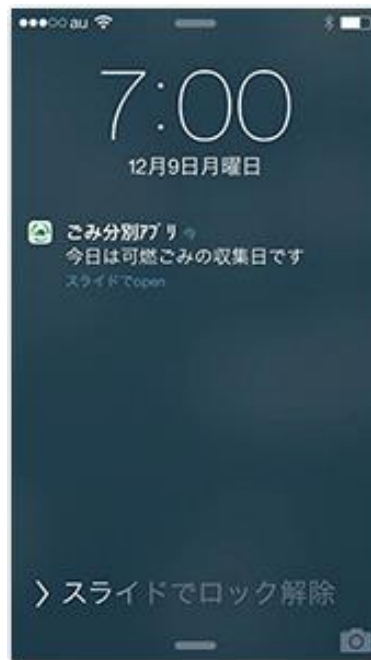 au
7:00
12月9日月曜日
ごみ分別ｱﾌﾟﾘ 今
今日は可燃ごみの収集日です
スライドでopen
スライドでロック解除